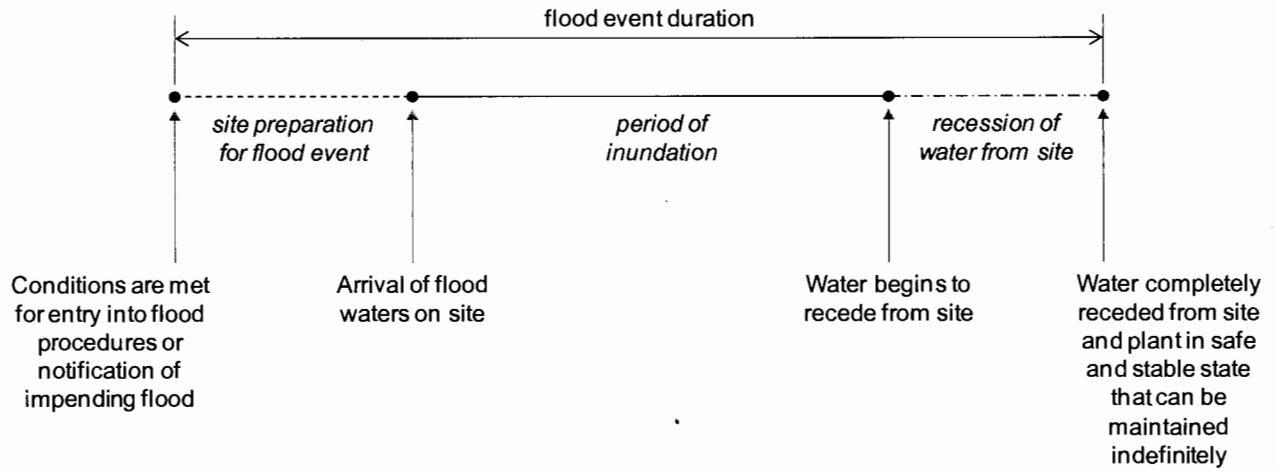 flood event duration
site preparation
for flood event
period of
inundation
recession of
water from site
Conditions are met
for entry into flood
procedures or
notification of
impending flood
Arrival of flood
waters on site
Water begins to
recede from site
Water completely
receded from site
and plant in safe
and stable state
that can be
maintained
indefinitely